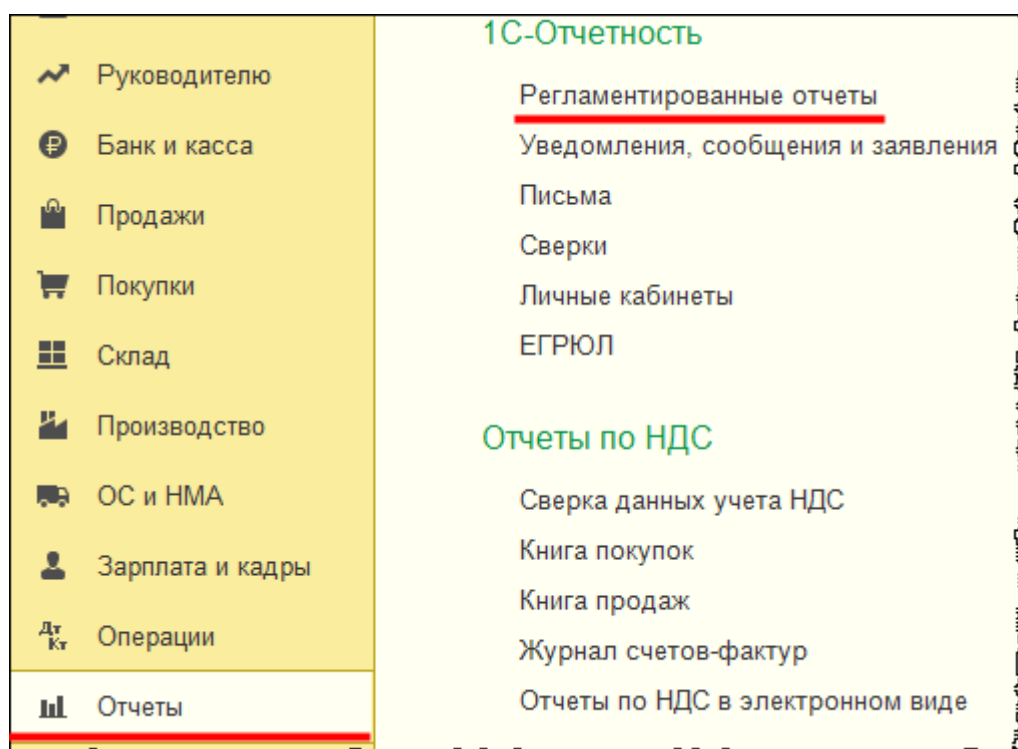 Руководителю
Банк и касса
Продажи
Покупки
Склад
Производство
ОС и НМА
Зарплата и кадры
Дт
Кт
Операции
Отчеты
1С-Отчетность
Регламентированные отчеты
Уведомления, сообщения и заявления
Письма
Сверки
Личные кабинеты
ЕГРЮЛ
Отчеты по НДС
Сверка данных учета НДС
Книга покупок
Книга продаж
Журнал счетов-фактур
Отчеты по НДС в электронном виде